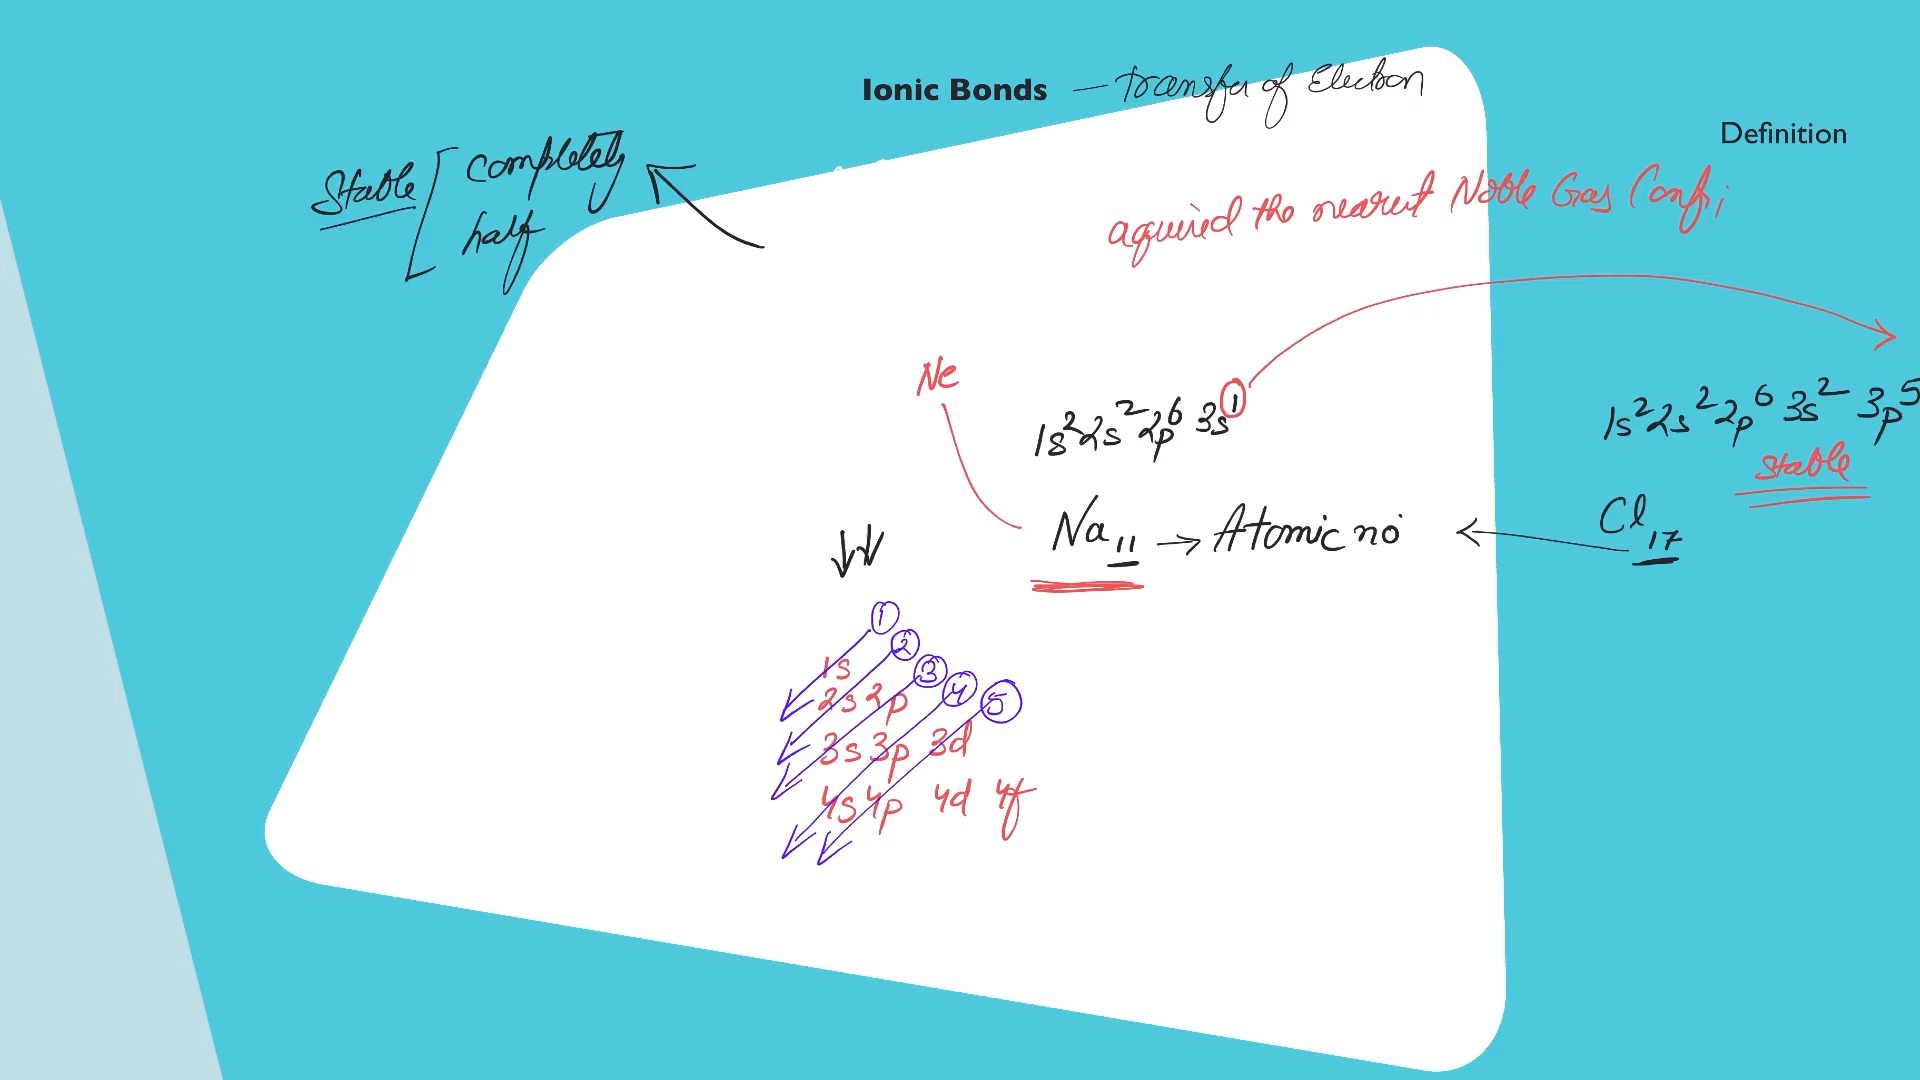 Ionic Bonds — Transfer of Electron
Definition
Stable [ completely
half
acquired the nearest Noble Gas Confi;
Ne
1s² 2s² 2p⁶ 3s¹
1s² 2s² 2p⁶ 3s² 3p⁵
Stable
Na₁₁ → Atomic no ← Cl₁₇
1
2
3
4
5
1s
2s 2p
3s 3p 3d
4s 4p 4d 4f